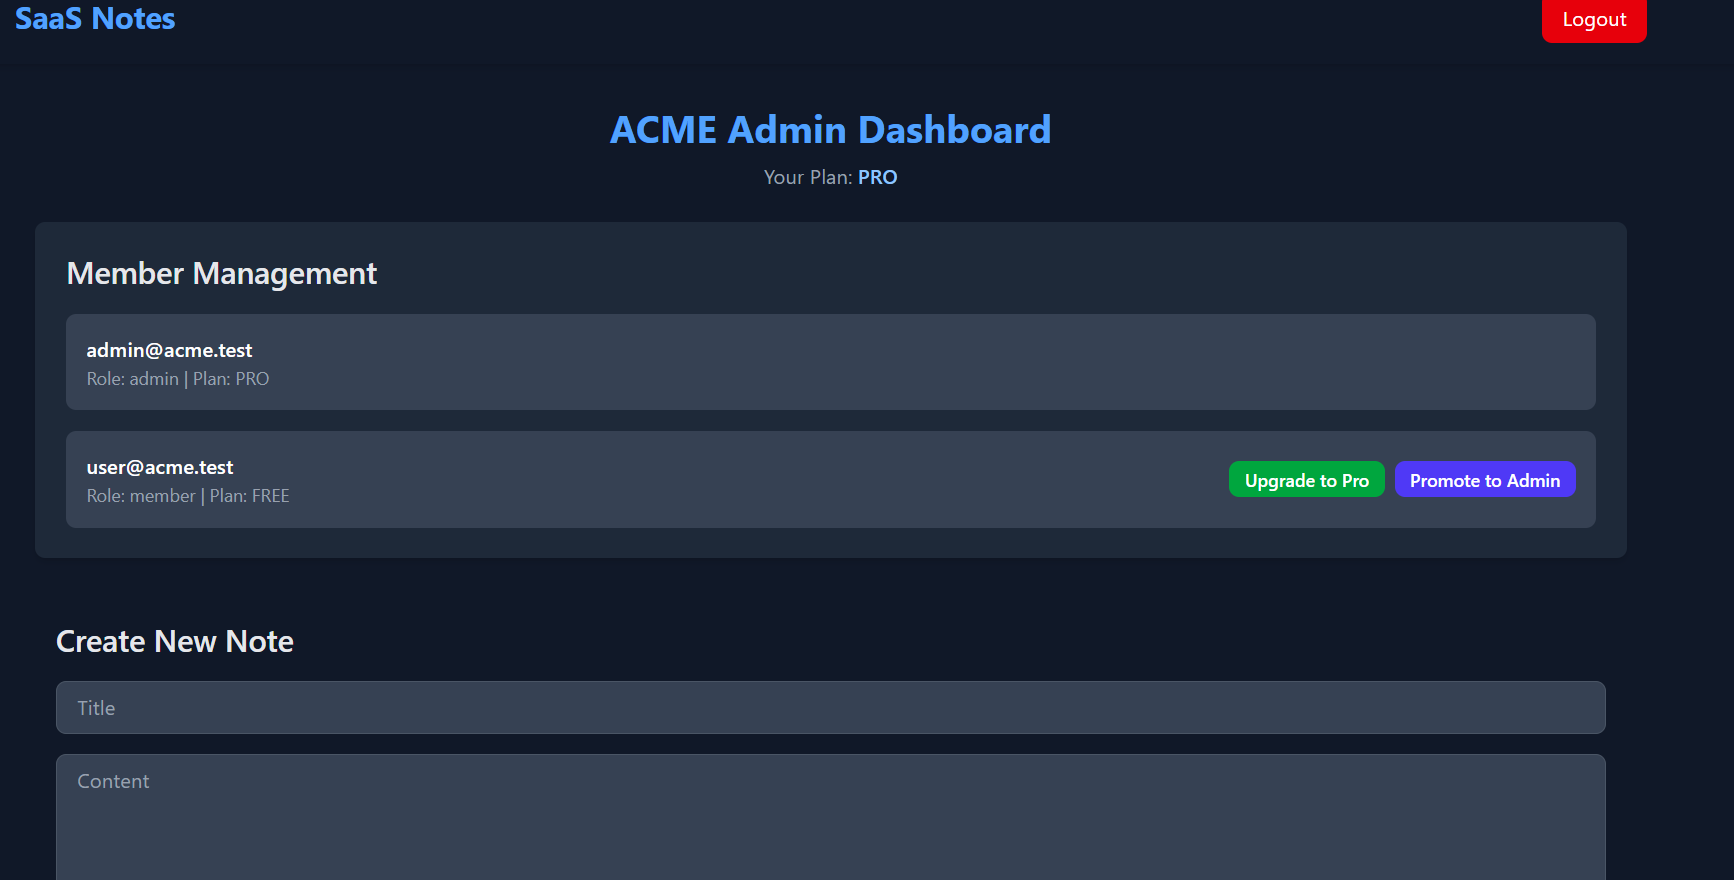 SaaS Notes
Logout
ACME Admin Dashboard
Your Plan: PRO
Member Management
admin@acme.test
Role: admin | Plan: PRO
user@acme.test
Role: member | Plan: FREE
Upgrade to Pro
Promote to Admin
Create New Note
Title
Content